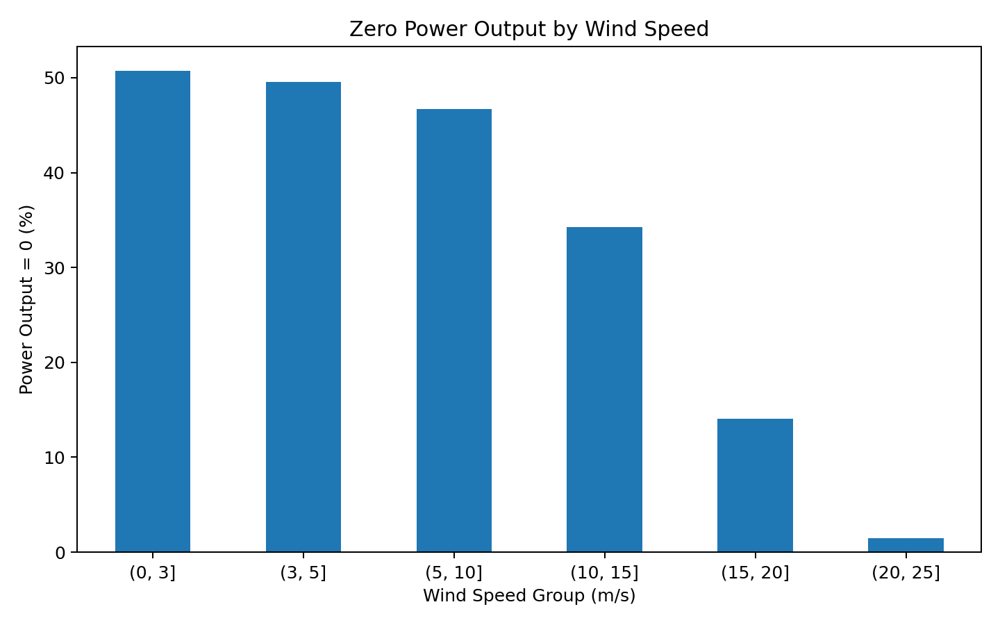 Zero Power Output by Wind Speed
Power Output = 0 (%)
50
40
30
20
10
0
(0, 3] (3, 5] (5, 10] (10, 15] (15, 20] (20, 25]
Wind Speed Group (m/s)